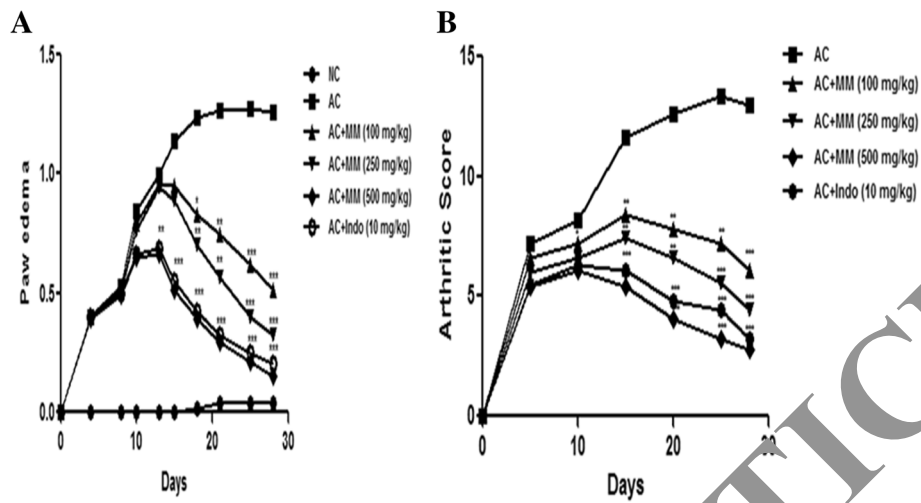 A
B
1.5
1.0
0.5
0.0
Paw edema
0
10
20
30
Days
NC
AC
AC+MM (100 mg/kg)
AC+MM (250 mg/kg)
AC+MM (500 mg/kg)
AC+Indo (10 mg/kg)
15
10
5
0
Arthritic Score
0
10
20
Days
AC
AC+MM (100 mg/kg)
AC+MM (250 mg/kg)
AC+MM (500 mg/kg)
AC+Indo (10 mg/kg)
TIC